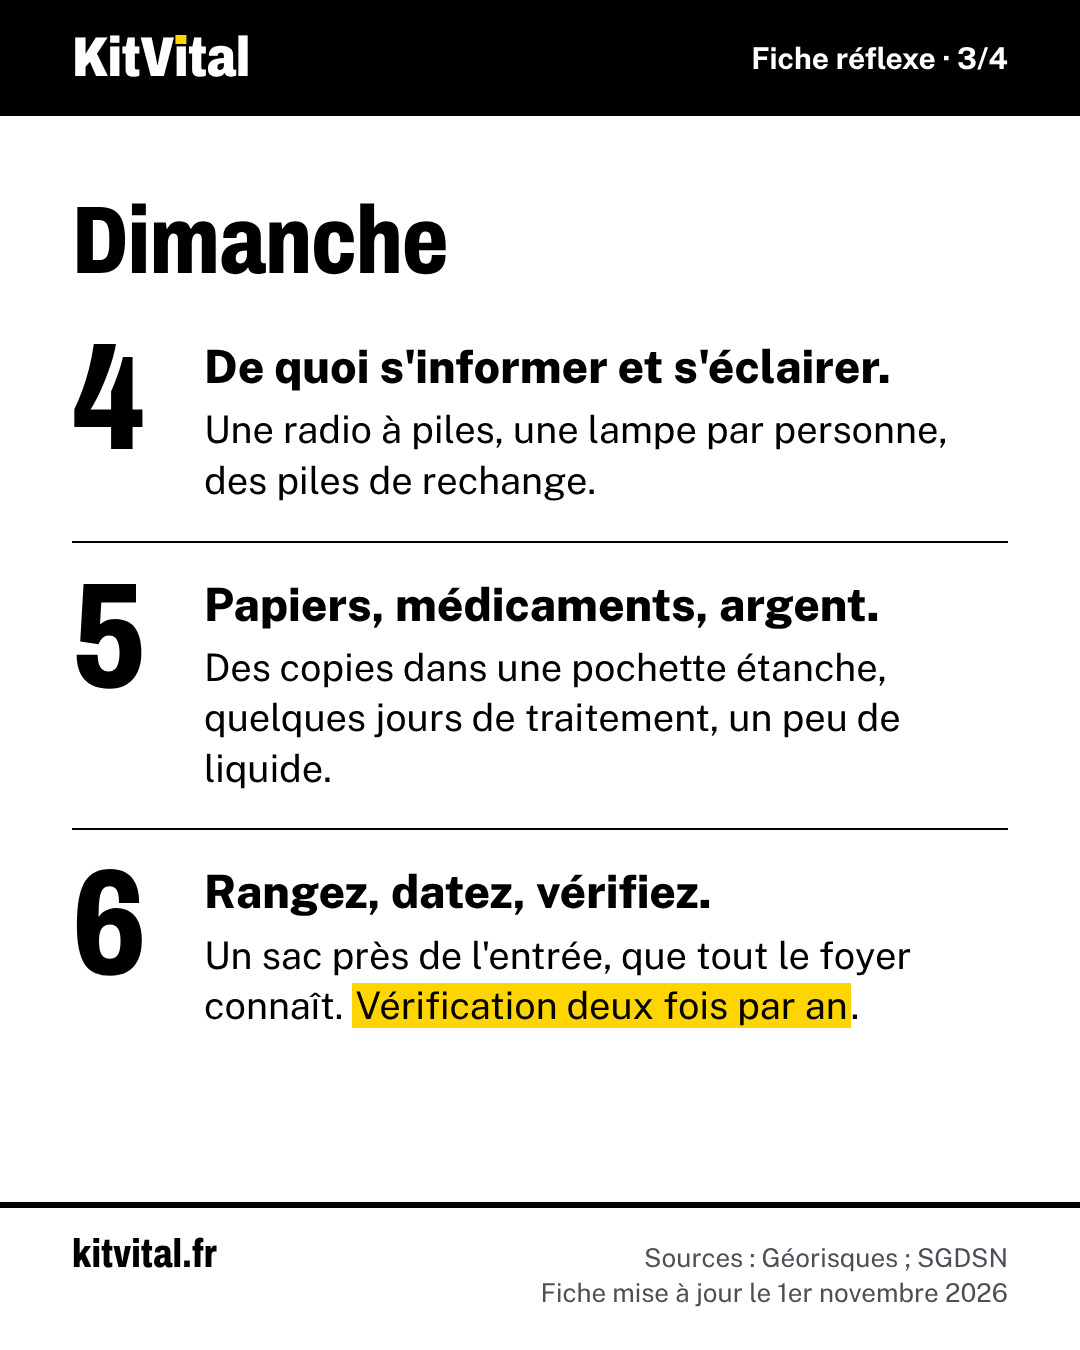 KitVital
Fiche réflexe · 3/4
Dimanche
4
De quoi s'informer et s'éclairer.
Une radio à piles, une lampe par personne,
des piles de rechange.
5
Papiers, médicaments, argent.
Des copies dans une pochette étanche,
quelques jours de traitement, un peu de
liquide.
6
Rangez, datez, vérifiez.
Un sac près de l'entrée, que tout le foyer
connaît. Vérification deux fois par an.
kitvital.fr
Sources : Géorisques ; SGDSN
Fiche mise à jour le 1er novembre 2026